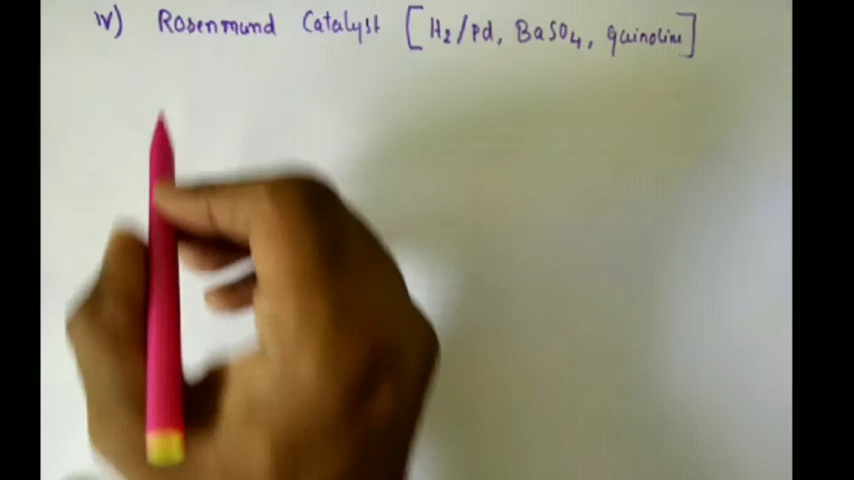 iv) Rosenmund Catalyst [H₂/Pd, BaSO₄, quinoline]